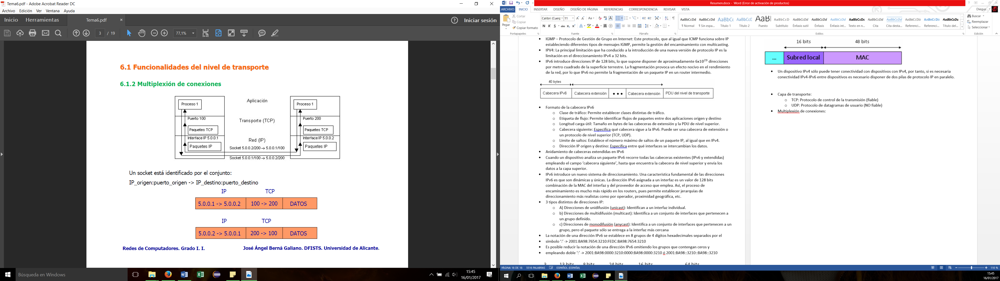 Tema6.pdf - Adobe Acrobat Reader DC
Archivo Edición Ver Ventana Ayuda
Inicio Herramientas Tema6.pdf × Iniciar sesión
3 / 19 77,1%
6.1 Funcionalidades del nivel de transporte
6.1.2 Multiplexión de conexiones
Proceso 1 Aplicación Proceso 1
Puerto 100 Transporte (TCP) Puerto 200
Paquetes TCP Paquetes TCP
Interface IP 5.0.0.1 Red (IP) Interface IP 5.0.0.2
Paquetes IP Paquetes IP
Socket 5.0.0.2/200 → 5.0.0.1/100
Socket 5.0.0.1/100 → 5.0.0.2/200
Un socket está identificado por el conjunto:
IP_origen:puerto_origen -> IP_destino:puerto_destino
IP TCP
5.0.0.1 -> 5.0.0.2 100 -> 200 DATOS
IP TCP
5.0.0.2 -> 5.0.0.1 200 -> 100 DATOS
Redes de Computadores. Grado I. I. José Ángel Berná Galiano. DFISTS. Universidad de Alicante.
Búsqueda en Windows
15:45
16/01/2017
Resumen.docx - Word (Error de activación de productos)
ARCHIVO INICIO INSERTAR DISEÑO DISEÑO DE PÁGINA REFERENCIAS CORRESPONDENCIA REVISAR VISTA Diegus .
Pegar
Cortar
Copiar
Copiar formato
Portapapeles
Calibri (Cuerp 11
N K S abc x₂ x²
Fuente
Párrafo
AaBbCcDd AaBbCcDd AaBbC AaBbCcC AaBl AaBbCcD AaBbCcDd AaBbCcDd AaBbCcDd AaBbCcDc AaBbCcDd AaBbCcDd AaBbCcDd AaBbCcDd AaBbCcDc
¶ Normal ¶ Sin espa... Título 1 Título 2 Puesto Subtítulo Énfasis sutil Énfasis Énfasis int... Texto en n... Cita Cita desta... Referenci... Referenci... Título del...
Estilos
Buscar
Reemplazar
Seleccionar
Edición
• IGMP – Protocolo de Gestión de Grupo en Internet: Este protocolo, que al igual que ICMP funciona sobre IP
estableciendo diferentes tipos de mensajes IGMP, permite la gestión del encaminamiento con multicasting.
• IPV4: La principal limitación que ha conducido a la introducción de una nueva versión de protocolo IP es la
limitación en el direccionamiento IPv4 a 32 bits.
• IPv6 introduce direcciones IP de 128 bits, lo que supone disponer de aproximadamente 6x10²³ direcciones
por metro cuadrado de la superficie terrestre. La fragmentación provoca un efecto nocivo en el rendimiento
de la red, por lo que IPv6 no permite la fragmentación de un paquete IP en un router intermedio.
40 bytes
Cabecera IPv6 Cabecera extensión • • • Cabecera extensión PDU del nivel de transporte
• Formato de la cabecera IPv6
o Clase de tráfico: Permite establecer clases distintas de tráfico.
o Etiqueta de flujo: Permite identificar flujos de paquetes entre dos aplicaciones origen y destino
o Longitud carga útil: Tamaño en bytes de las cabeceras de extensión y la PDU de nivel superior.
o Cabecera siguiente: Especifica qué cabecera sigue a la IPv6. Puede ser una cabecera de extensión o
un protocolo de nivel superior (TCP, UDP).
o Límite de saltos: Establece el número máximo de saltos de un paquete IP, al igual que en IPv4.
o Dirección IP origen y destino: Especifica entre qué interfaces se intercambian los datos.
• Anidamiento de cabeceras extendidas en IPv6
• Cuando un dispositivo analiza un paquete IPv6 recorre todas las cabeceras existentes (IPv6 y extendidas)
empleando el campo ‘cabecera siguiente’, hasta que encuentra la cabecera de nivel superior y envía los
datos a la capa superior.
• IPv6 introduce un nuevo sistema de direccionamiento. Una característica fundamental de las direcciones
IPv6 es que son dinámicas y únicas. La dirección IPv6 asignada a un interfaz es un valor de 128 bits
combinación de la MAC del interfaz y del proveedor de acceso que emplea. Así, el proceso de
encaminamiento es mucho más rápido en los routers, pues permite establecer jerarquías de
direccionamiento más realistas como por operador, proximidad geográfica, etc.
• 3 tipos distintos de direcciones IP:
o A) Direcciones de unidifusión (unicast): Identifican a un interfaz individual.
o b) Direcciones de multidifusión (multicast): Identifica a un conjunto de interfaces que pertenecen a
un grupo definido.
o c) Direcciones de monodifusión (anycast): Identifica a un conjunto de interfaces que pertenecen a un
grupo, pero el paquete sólo se entrega a la interfaz más cercana
• La notación de una dirección IPv6 se establece en 8 grupos de 4 dígitos hexadecimales separados por el
• símbolo ‘:’ -> 2001:BA98:7654:3210:FEDC:BA98:7654:3210
• Es posible reducir la notación de una dirección IPv6 omitiendo los grupos que contengan ceros y
• empleando doble ‘:’ -> 2001:BA98:0000:3210:0000:BA98:0000:3210 ó 2001:BA98::3210::BA98::3210
3 13 bits 8 bits 24 bits 16 bits 64 bits
16 bits 48 bits
... Subred local MAC
• Un dispositivo IPv4 sólo puede tener conectividad con dispositivos con IPv4, por tanto, si es necesaria
conectividad IPv4-IPv6 entre dispositivos es necesario disponer de dos pilas de protocolo IP en paralelo.
• Capa de transporte:
o TCP: Protocolo de control de la transmisión (fiable)
o UDP: Protocolo de datagramas de usuario (NO fiable)
• Multiplexión de conexiones:
PÁGINA 18 DE 18 5516 PALABRAS ESPAÑOL (ESPAÑA) 110 %
15:45
16/01/2017